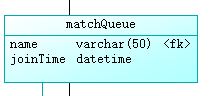 matchQueue
name varchar(50) <fk>
joinTime datetime